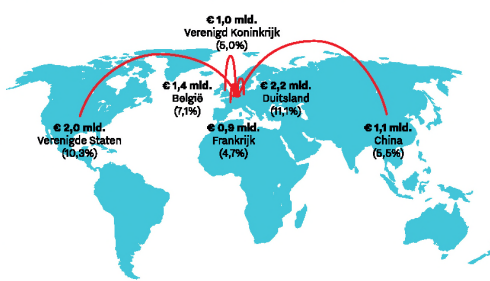 € 1,0 mld.
Verenigd Koninkrijk
(5,0%)
€ 1,4 mld.
België
(7,1%)
€ 2,2 mld.
Duitsland
(11,1%)
€ 2,0 mld.
Verenigde Staten
(10,3%)
€ 0,9 mld.
Frankrijk
(4,7%)
€ 1,1 mld.
China
(5,5%)